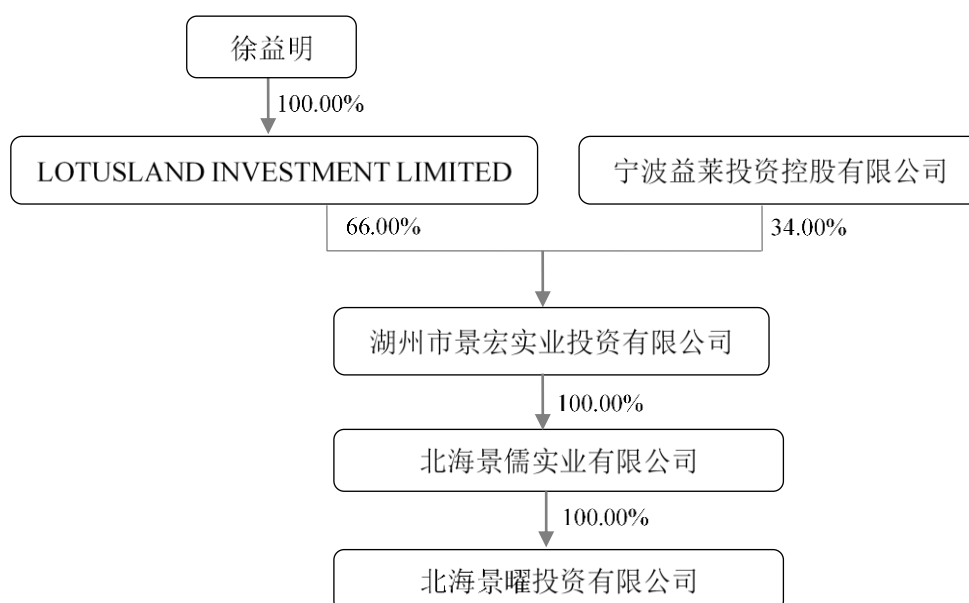 徐益明
100.00%
LOTUSLAND INVESTMENT LIMITED
宁波益莱投资控股有限公司
66.00%
34.00%
湖州市景宏实业投资有限公司
100.00%
北海景儒实业有限公司
100.00%
北海景曜投资有限公司